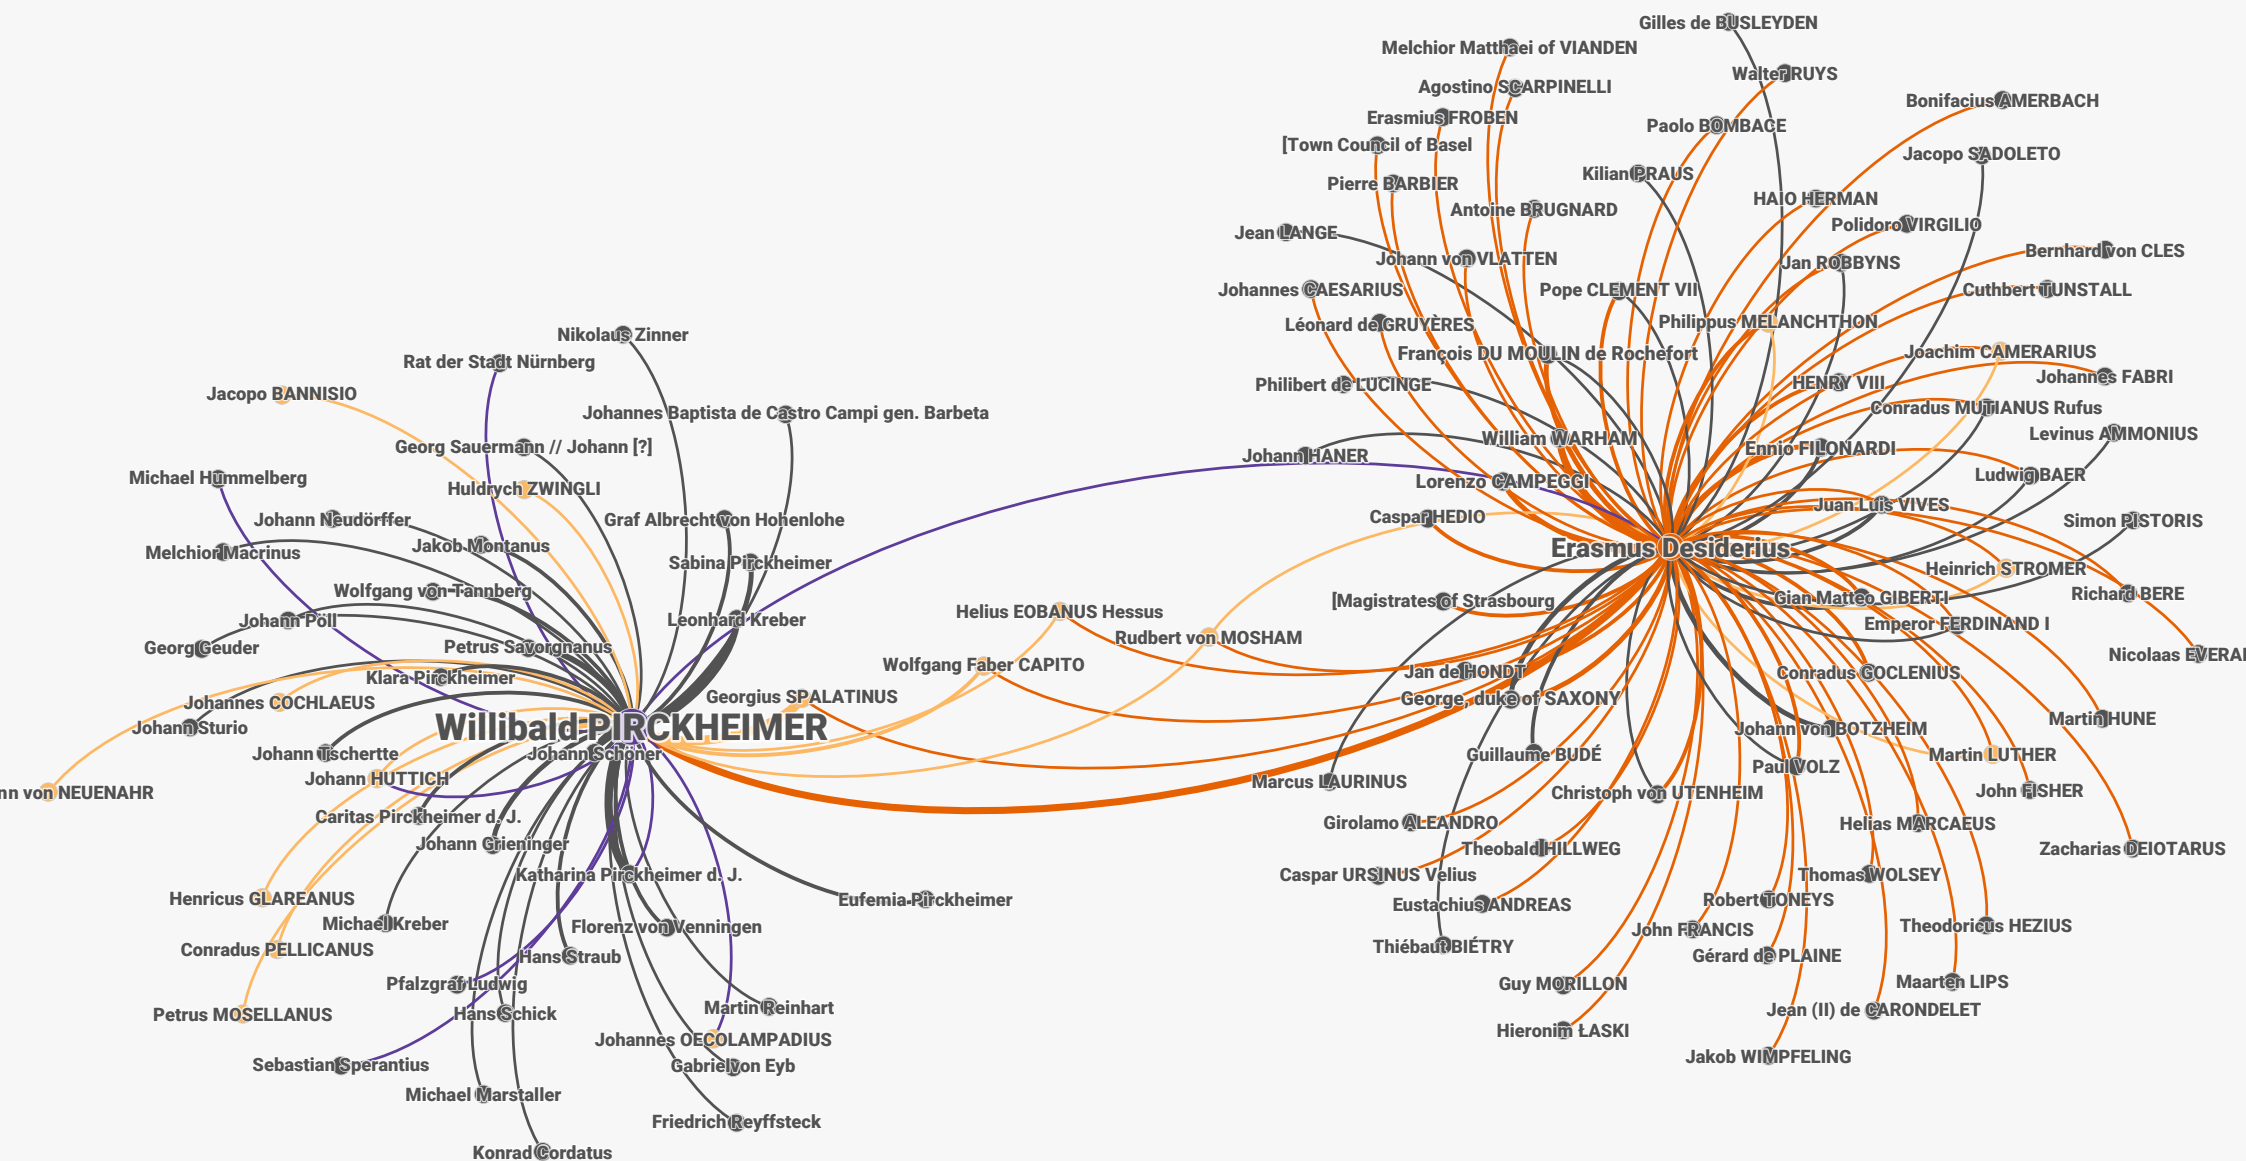 Gilles de BUSLEYDEN
Melchior Matthaei of VIANDEN
Walter RUYS
Agostino SCARPINELLI
Bonifacius AMERBACH
Erasmius FROBEN
Paolo BOMBACE
[Town Council of Basel
Jacopo SADOLETO
Kilian PRAUS
Pierre BARBIER
HAIO HERMAN
Antoine BRUGNARD
Polidoro VIRGILIO
Jean LANGE
Bernhard von CLES
Johann von VLATTEN
Jan ROBBYNS
Johannes CAESARIUS
Pope CLEMENT VII
Cuthbert TUNSTALL
Léonard de GRUYÈRES
Philippus MELANCHTHON
Nikolaus Zinner
François DU MOULIN de Rochefort
Joachim CAMERARIUS
Rat der Stadt Nürnberg
Johannes FABRI
Philibert de LUCINGE
HENRY VIII
Jacopo BANNISIO
Conradus MUTIANUS Rufus
Johannes Baptista de Castro Campi gen. Barbeta
Levinus AMMONIUS
William WARHAM
Georg Sauermann // Johann [?]
Ennio FILONARDI
Johann HANER
Ludwig BAER
Michael Hummelberg
Lorenzo CAMPEGGI
Huldrych ZWINGLI
Juan Luis VIVES
Caspar HEDIO
Johann Neudörffer
Graf Albrecht von Hohenlohe
Simon PISTORIS
Jakob Montanus
Erasmus Desiderius
Melchior Macrinus
Sabina Pirckheimer
Heinrich STROMER
Wolfgang von Tannberg
Richard BERE
Gian Matteo GIBERTI
[Magistrates of Strasbourg
Helius EOBANUS Hessus
Johann Pöll
Leonhard Kreber
Emperor FERDINAND I
Rudbert von MOSHAM
Georg Geuder
Petrus Savorgnanus
Nicolaas EVERA
Wolfgang Faber CAPITO
Jan de HONDT
Conradus GOCLENIUS
Klara Pirckheimer
Georgius SPALATINUS
George, duke of SAXONY
Johannes COCHLAEUS
Martin HUNE
Johann Sturio
Willibald PIRCKHEIMER
Johann von BOTZHEIM
Johann Tschertte
Johann Schöner
Guillaume BUDÉ
Martin LUTHER
Paul VOLZ
Johann HUTTICH
Marcus LAURINUS
nn von NEUENAHR
Christoph von UTENHEIM
John FISHER
Caritas Pirckheimer d. J.
Girolamo ALEANDRO
Helias MARCAEUS
Johann Grieninger
Theobald HILLWEG
Zacharias DEIOTARUS
Katharina Pirckheimer d. J.
Caspar URSINUS Velius
Thomas WOLSEY
Henricus GLAREANUS
Eufemia Pirckheimer
Eustachius ANDREAS
Robert TONEYS
Michael Kreber
Florenz von Venningen
John FRANCIS
Theodoricus HEZIUS
Conradus PELLICANUS
Hans Straub
Thiébaut BIÉTRY
Gérard de PLAINE
Pfalzgraf Ludwig
Guy MORILLON
Maarten LIPS
Petrus MOSELLANUS
Hans Schick
Martin Reinhart
Jean (II) de CARONDELET
Johannes OECOLAMPADIUS
Hieronim ŁASKI
Sebastian Sperantius
Gabriel von Eyb
Jakob WIMPFELING
Michael Marstaller
Friedrich Reyffsteck
Konrad Cordatus